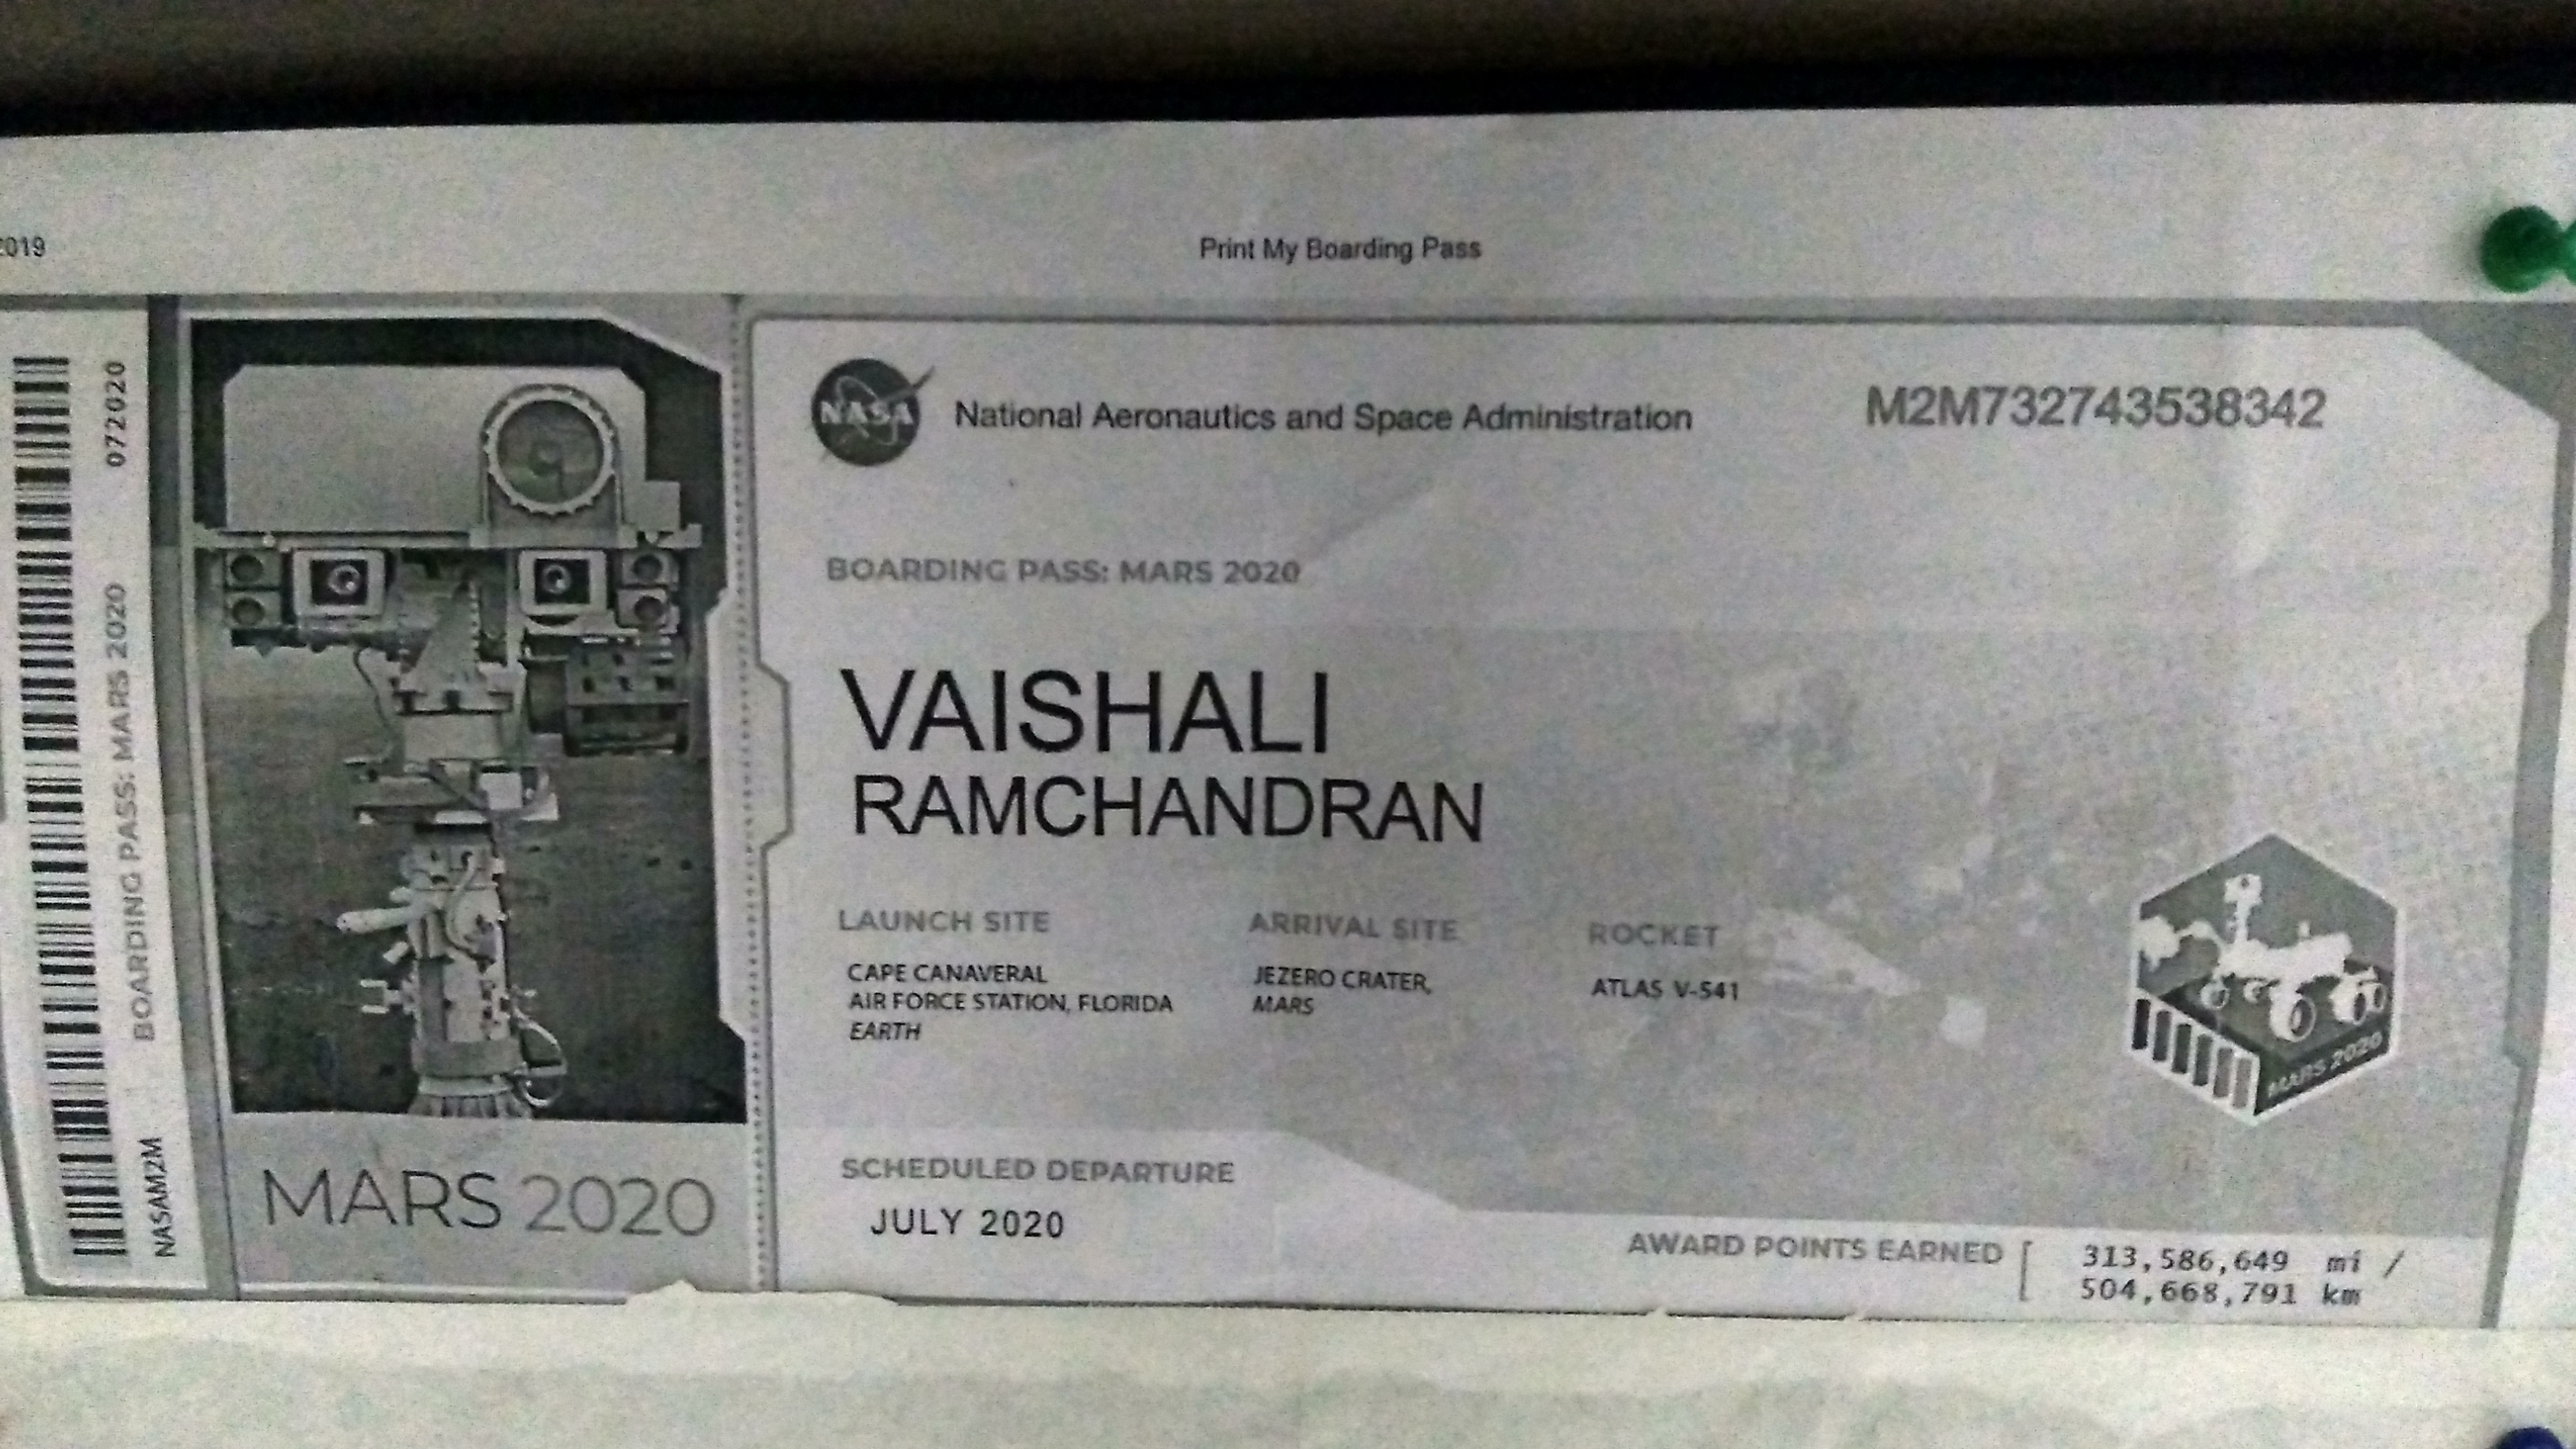 2019
Print My Boarding Pass
072020
BOARDING PASS: MARS 2020
NASAM2M
MARS 2020
NASA
National Aeronautics and Space Administration
M2M732743538342
BOARDING PASS: MARS 2020
VAISHALI
RAMCHANDRAN
LAUNCH SITE
CAPE CANAVERAL
AIR FORCE STATION, FLORIDA
EARTH
ARRIVAL SITE
JEZERO CRATER,
MARS
ROCKET
ATLAS V-541
MARS 2020
SCHEDULED DEPARTURE
JULY 2020
AWARD POINTS EARNED
313,586,649 mi /
504,668,791 km